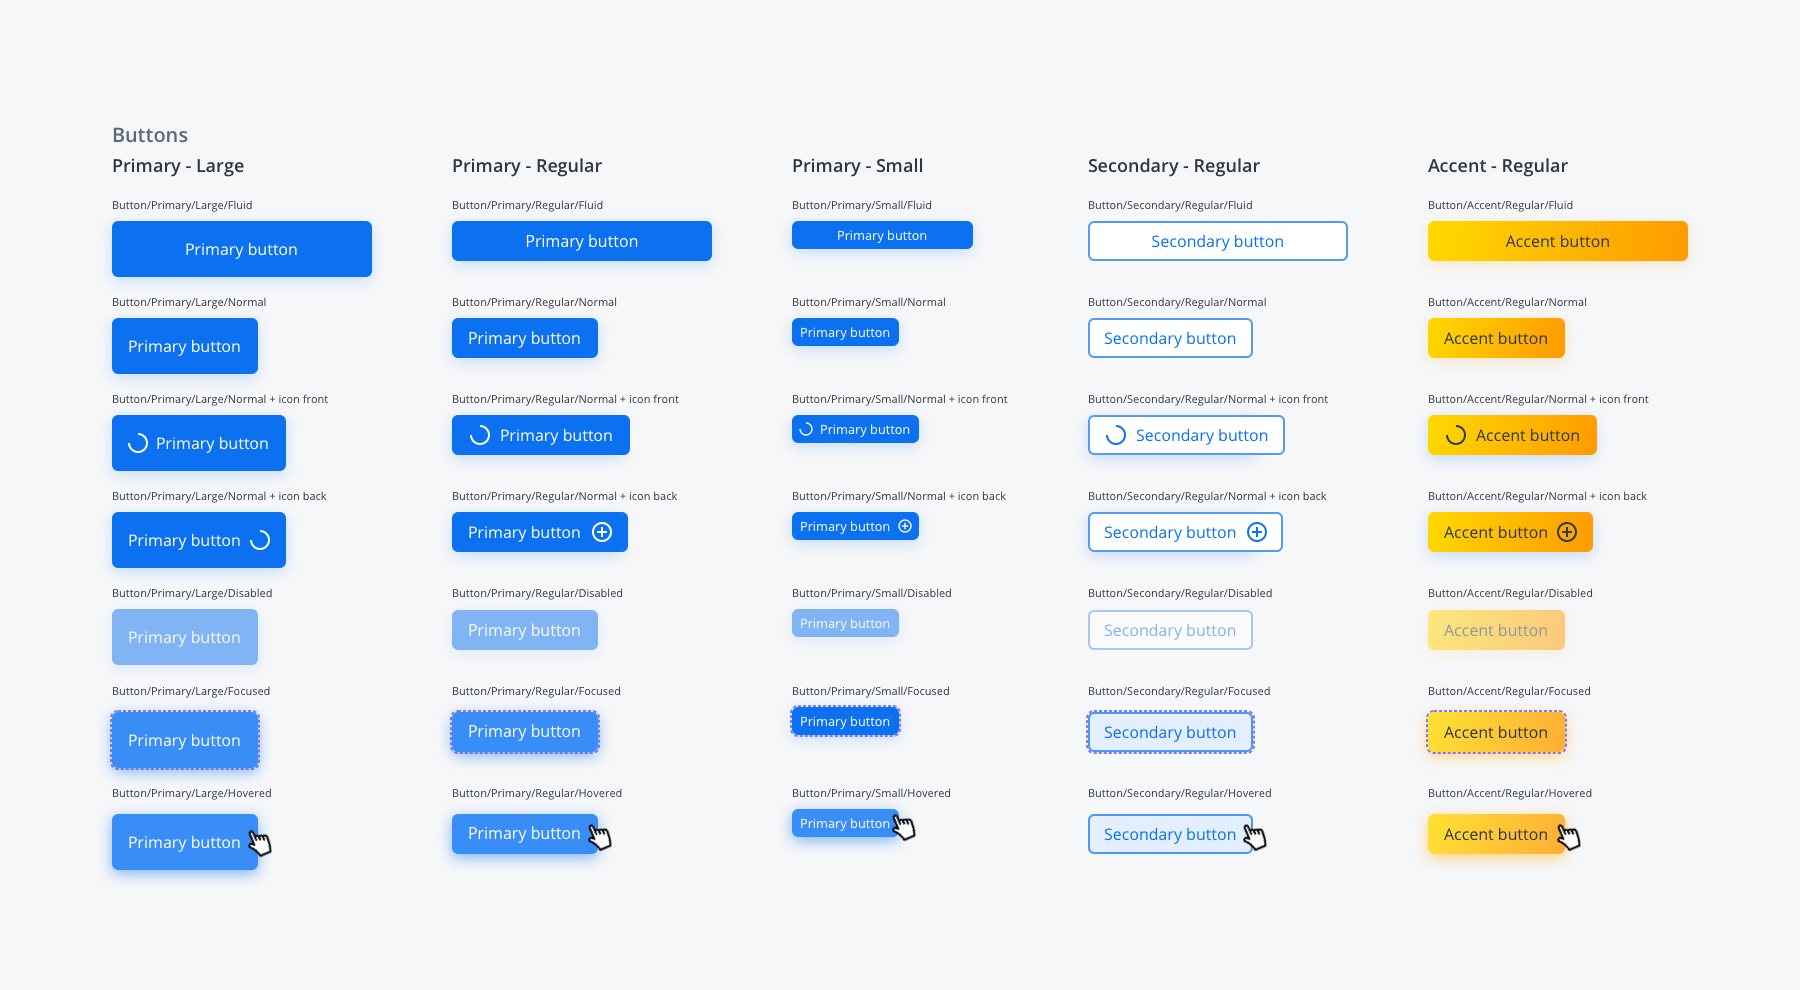 Buttons
Primary - Large
Primary - Regular
Primary - Small
Secondary - Regular
Accent - Regular
Button/Primary/Large/Fluid
Button/Primary/Regular/Fluid
Button/Primary/Small/Fluid
Button/Secondary/Regular/Fluid
Button/Accent/Regular/Fluid
Primary button
Primary button
Primary button
Secondary button
Accent button
Button/Primary/Large/Normal
Button/Primary/Regular/Normal
Button/Primary/Small/Normal
Button/Secondary/Regular/Normal
Button/Accent/Regular/Normal
Primary button
Primary button
Primary button
Secondary button
Accent button
Button/Primary/Large/Normal + icon front
Button/Primary/Regular/Normal + icon front
Button/Primary/Small/Normal + icon front
Button/Secondary/Regular/Normal + icon front
Button/Accent/Regular/Normal + icon front
Primary button
Primary button
Primary button
Secondary button
Accent button
Button/Primary/Large/Normal + icon back
Button/Primary/Regular/Normal + icon back
Button/Primary/Small/Normal + icon back
Button/Secondary/Regular/Normal + icon back
Button/Accent/Regular/Normal + icon back
Primary button
Primary button
Primary button
Secondary button
Accent button
Button/Primary/Large/Disabled
Button/Primary/Regular/Disabled
Button/Primary/Small/Disabled
Button/Secondary/Regular/Disabled
Button/Accent/Regular/Disabled
Primary button
Primary button
Primary button
Secondary button
Accent button
Button/Primary/Large/Focused
Button/Primary/Regular/Focused
Button/Primary/Small/Focused
Button/Secondary/Regular/Focused
Button/Accent/Regular/Focused
Primary button
Primary button
Primary button
Secondary button
Accent button
Button/Primary/Large/Hovered
Button/Primary/Regular/Hovered
Button/Primary/Small/Hovered
Button/Secondary/Regular/Hovered
Button/Accent/Regular/Hovered
Primary button
Primary button
Primary button
Secondary button
Accent button